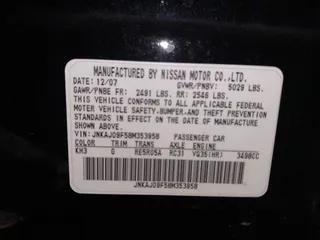 MANUFACTURED BY NISSAN MOTOR CO.,LTD.
DATE: 12/07 GVWR/PNBV: 5029 LBS.
GAWR/PNBE FR: 2491 LBS. RR: 2546 LBS.
THIS VEHICLE CONFORMS TO ALL APPLICABLE FEDERAL
MOTOR VEHICLE SAFETY.BUMPER.AND THEFT PREVENTION
STANDARDS IN EFFECT ON THE DATE OF MANUFACTURE
SHOWN ABOVE.
VIN:JNKAJ09F58M353958 PASSENGER CAR
COLOR TRIM TRANS RC AXLE ENGINE
KH3 G RE5R05A RC31 VQ35(HR) 3498CC
JNKAJ09F58M353958